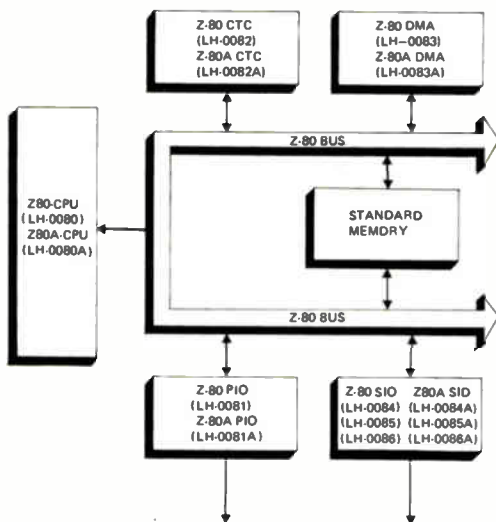 Z-80 CTC
(LH-0082)
Z-80A CTC
(LH-0082A)
Z-80 DMA
(LH-0083)
Z-80A DMA
(LH-0083A)
Z-80 BUS
Z80-CPU
(LH-0080)
Z80A-CPU
(LH-0080A)
STANDARD
MEMDRY
Z-80 BUS
Z-80 PIO
(LH-0081)
Z-80A PIO
(LH-0081A)
Z-80 SIO Z80A SID
(LH-0084) (LH-0084A)
(LH-0085) (LH-0085A)
(LH-0086) (LH-0086A)